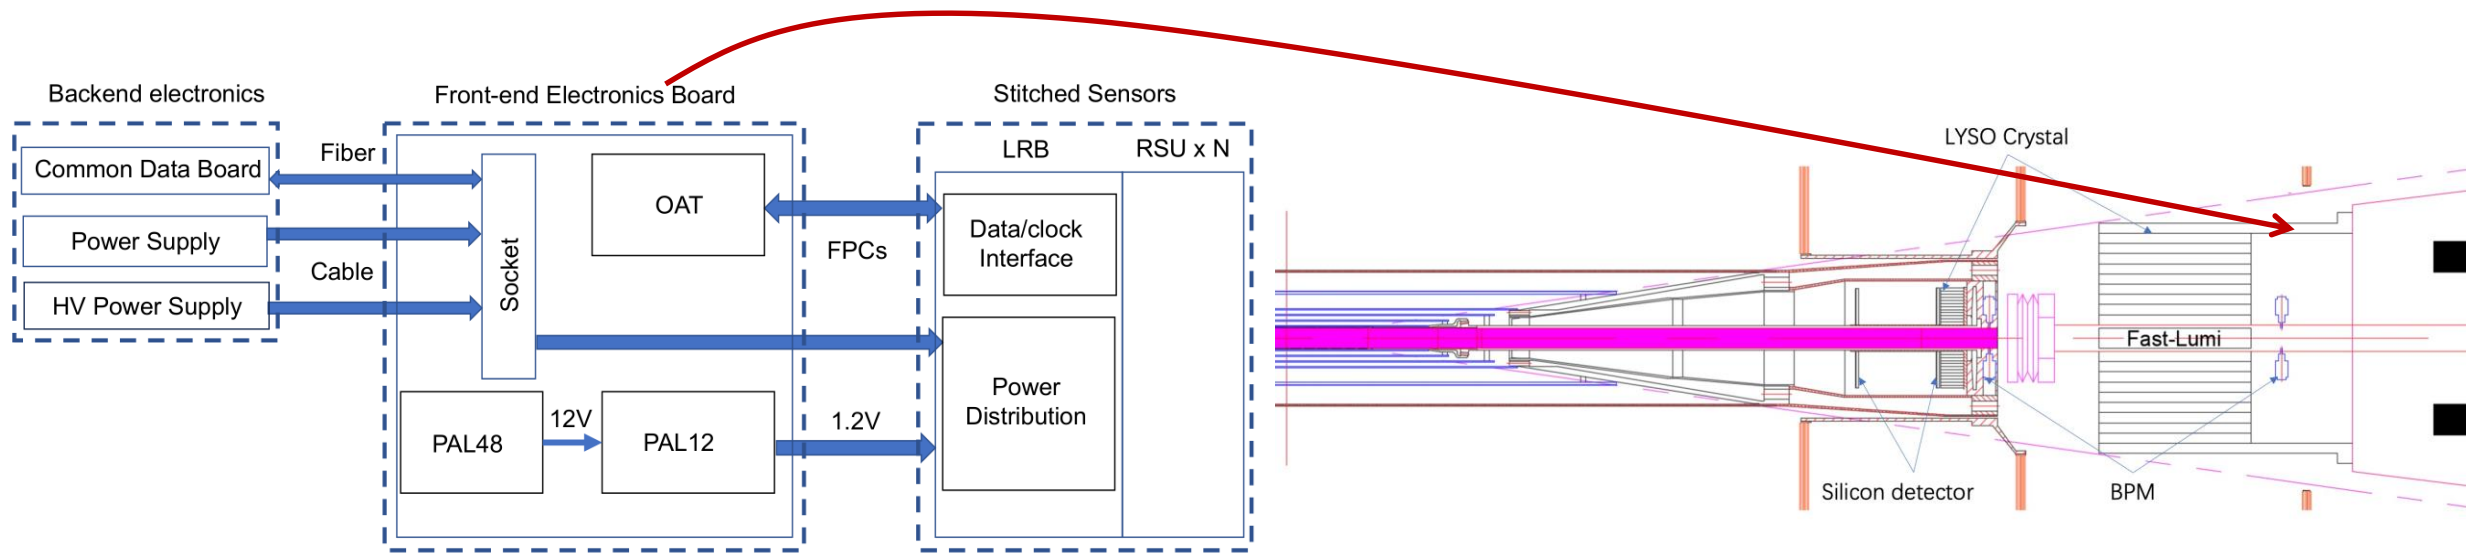 Backend electronics
Common Data Board
Power Supply
HV Power Supply
Fiber
Cable
Front-end Electronics Board
Socket
OAT
PAL48
12V
PAL12
FPCs
1.2V
Stitched Sensors
LRB
RSU x N
Data/clock
Interface
Power
Distribution
LYSO Crystal
Fast-Lumi
Silicon detector
BPM